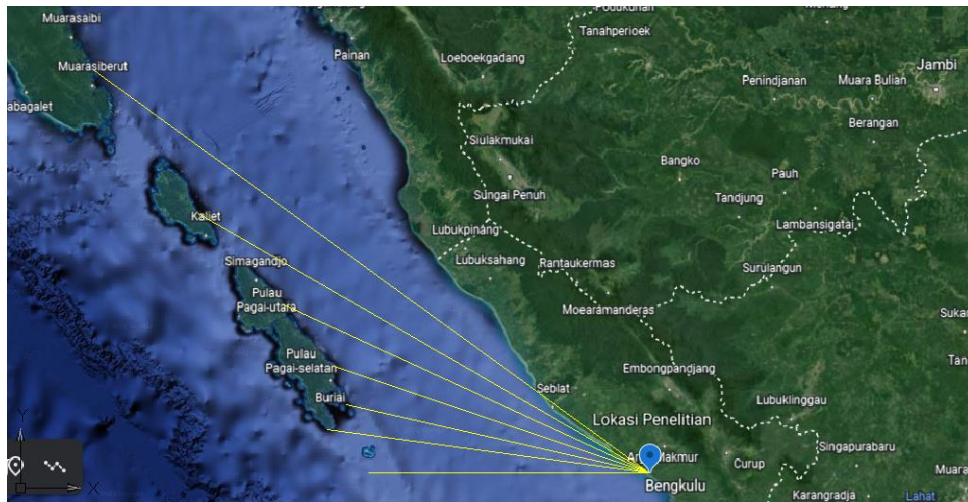 Muarasaibi
Muarasiberut
abagalet
Painan
Tanahperioek
Loeboekgadang
Jambi
Penindjanan
Muara Bulian
Berangan
Siulakmukai
Bangko
Pauh
Sungai Penuh
Tandjung
Kaliet
Lambansigatai
Lubukpinang
Lubuksahang
Rantaukermas
Surulangun
Simagandjo
Pulau
Pagai-utara
Moearamanderas
Sukar
Pulau
Pagai-selatan
Embongpandjang
Tan
Seblat
Buriai
Lubuklinggau
Lokasi Penelitian
Singapurabaru
Makmur
Curup
Bengkulu
Karangradja
Lahat
Y
X